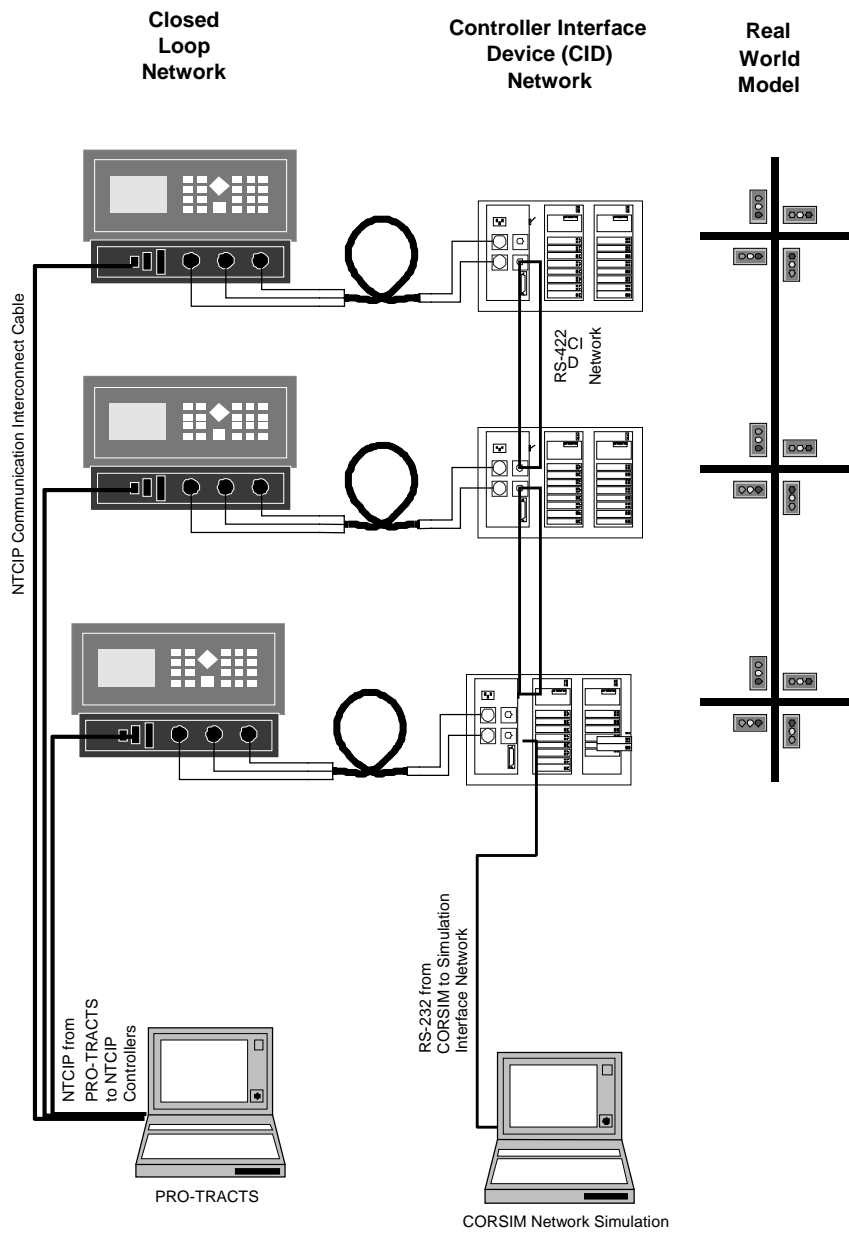 Closed
Loop
Network
Controller Interface
Device (CID)
Network
Real
World
Model
NTCIP Communication Interconnect Cable
RS-422
CI
D
Network
NTCIP from
PRO-TRACTS
to NTCIP
Controllers
RS-232 from
CORSIM to Simulation
Interface Network
PRO-TRACTS
CORSIM Network Simulation